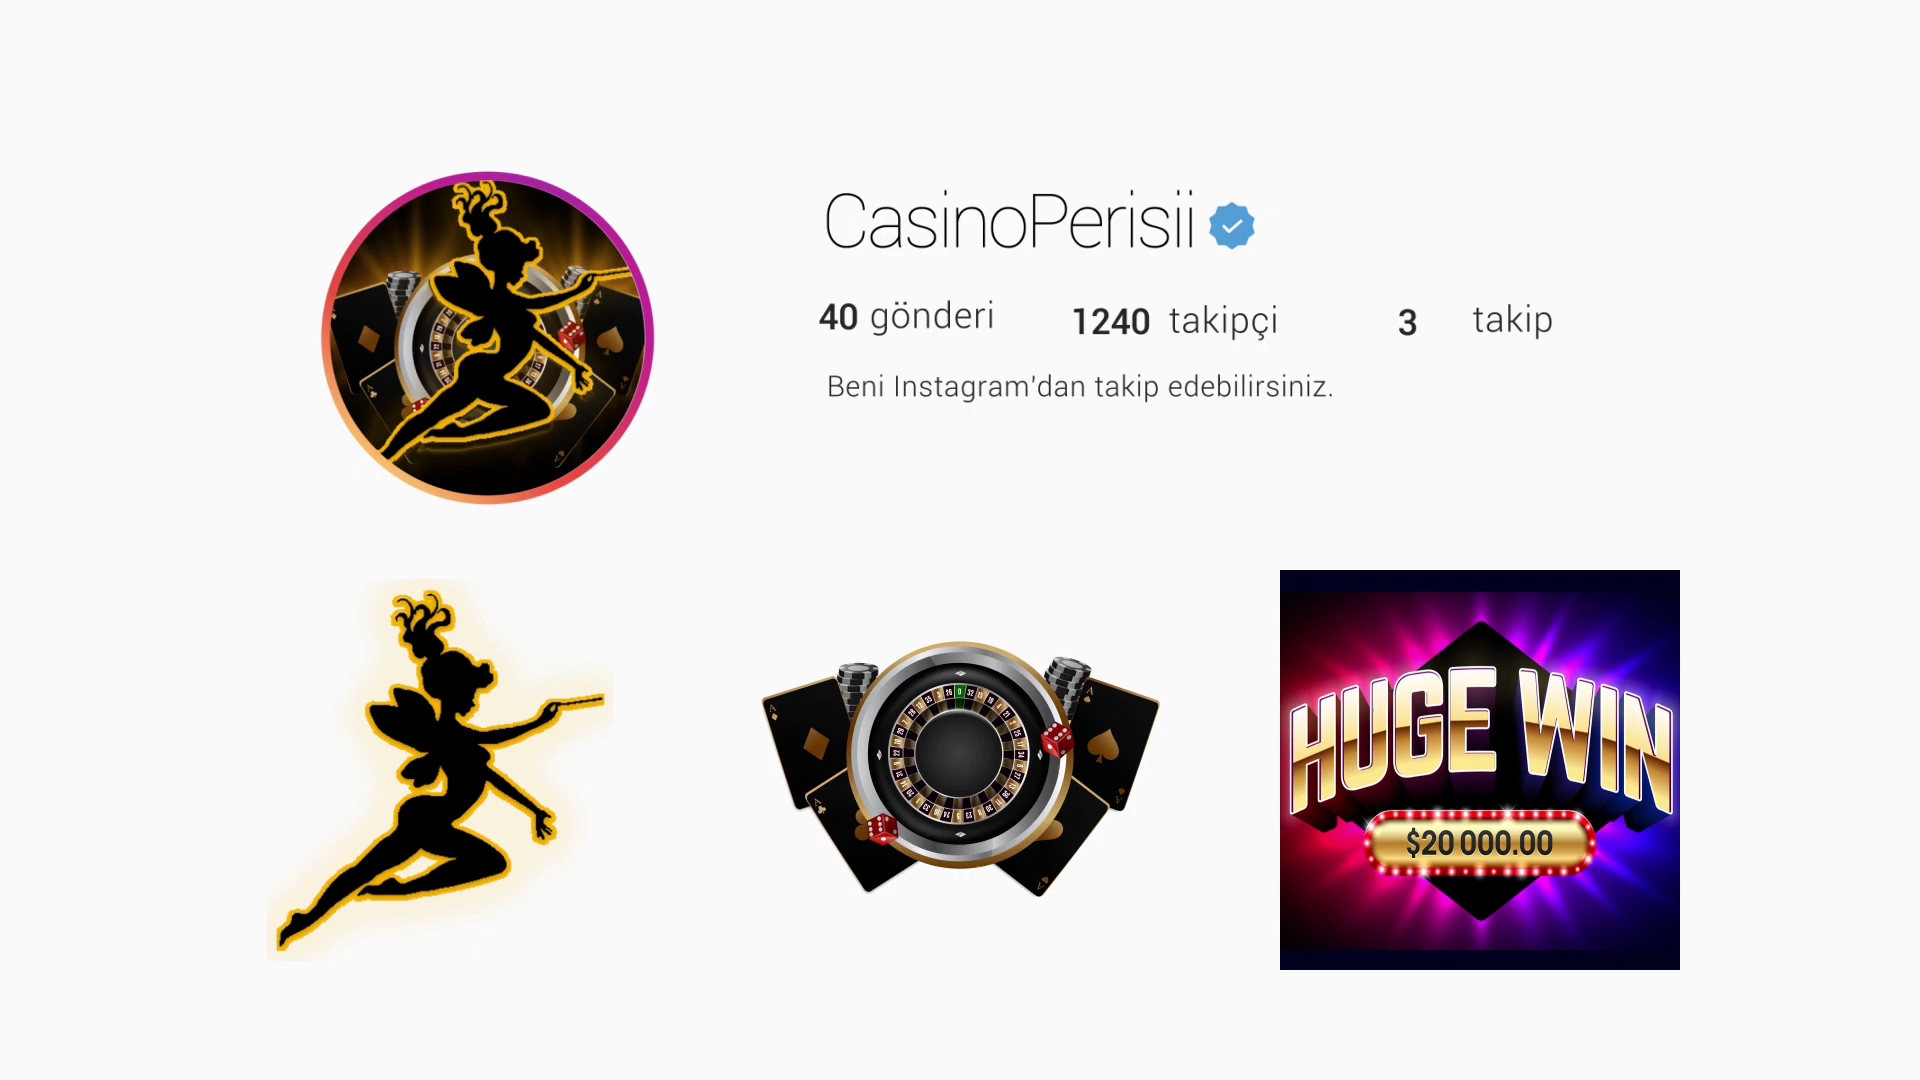 CasinoPerisii
40 gönderi 1240 takipçi 3 takip
Beni Instagram'dan takip edebilirsiniz.
HUGE WIN
$20 000.00